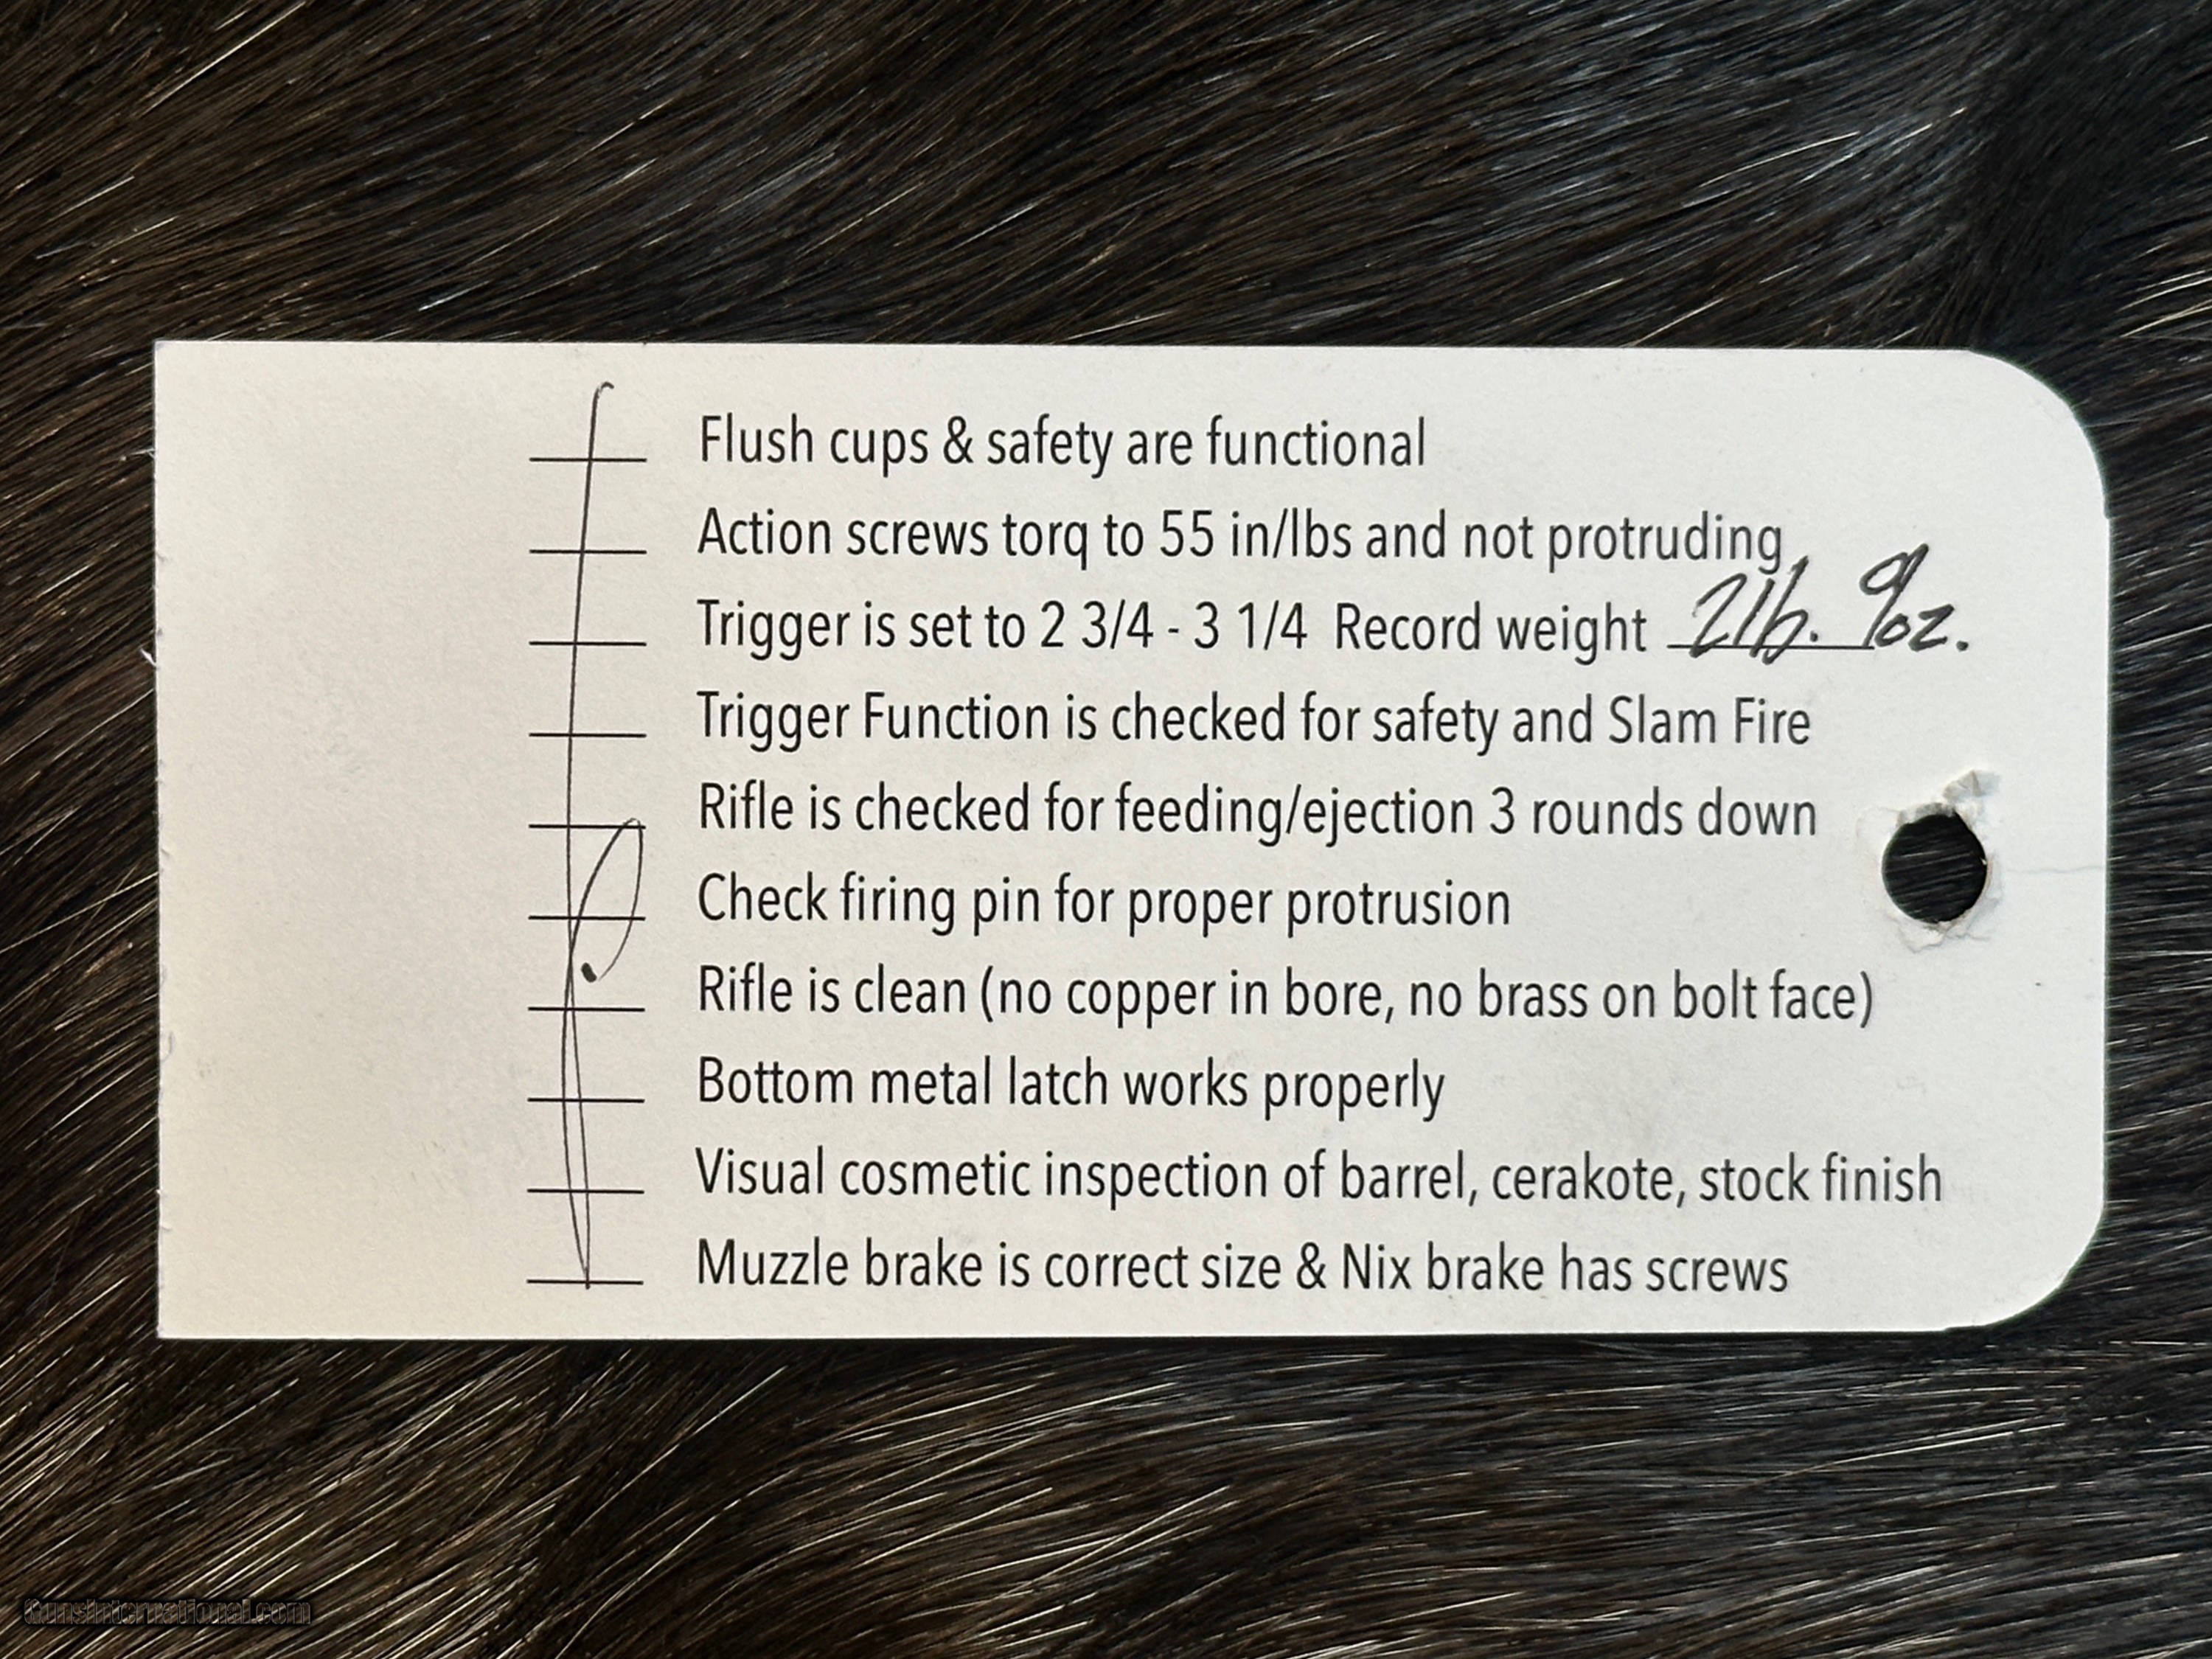 Flush cups & safety are functional
Action screws torq to 55 in/lbs and not protruding
Trigger is set to 2 3/4 - 3 1/4 Record weight 2lb. 9oz.
Trigger Function is checked for safety and Slam Fire
Rifle is checked for feeding/ejection 3 rounds down
Check firing pin for proper protrusion
Rifle is clean (no copper in bore, no brass on bolt face)
Bottom metal latch works properly
Visual cosmetic inspection of barrel, cerakote, stock finish
Muzzle brake is correct size & Nix brake has screws
GunsInternational.com